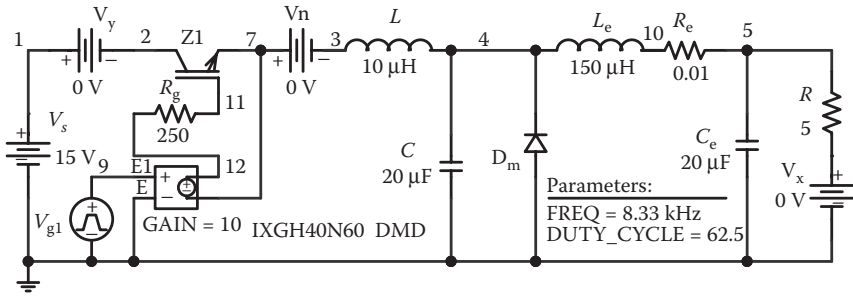 V_y
Vn
L
L_e
R_e
1
2
Z1
7
3
4
10
5
+
−
+
−
0 V
0 V
10 µH
150 µH
0.01
R_g
11
250
R
5
V_s
+
−
15 V
9
E1
E
+
−
+
−
12
C
20 µF
D_m
C_e
20 µF
V_x
+
−
0 V
V_g1
+
−
GAIN = 10
IXGH40N60 DMD
Parameters:
FREQ = 8.33 kHz
DUTY_CYCLE = 62.5